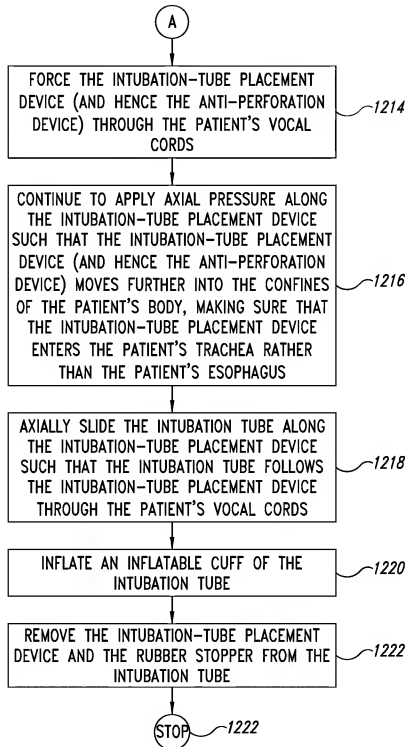 A
FORCE THE INTUBATION-TUBE PLACEMENT
DEVICE (AND HENCE THE ANTI-PERFORATION
DEVICE) THROUGH THE PATIENT'S VOCAL
CORDS
1214
CONTINUE TO APPLY AXIAL PRESSURE ALONG
THE INTUBATION-TUBE PLACEMENT DEVICE
SUCH THAT THE INTUBATION-TUBE PLACEMENT
DEVICE (AND HENCE THE ANTI-PERFORATION
DEVICE) MOVES FURTHER INTO THE CONFINES
OF THE PATIENT'S BODY, MAKING SURE THAT
THE INTUBATION-TUBE PLACEMENT DEVICE
ENTERS THE PATIENT'S TRACHEA RATHER
THAN THE PATIENT'S ESOPHAGUS
1216
AXIALLY SLIDE THE INTUBATION TUBE ALONG
THE INTUBATION-TUBE PLACEMENT DEVICE
SUCH THAT THE INTUBATION TUBE FOLLOWS
THE INTUBATION-TUBE PLACEMENT DEVICE
THROUGH THE PATIENT'S VOCAL CORDS
1218
INFLATE AN INFLATABLE CUFF OF THE
INTUBATION TUBE
1220
REMOVE THE INTUBATION-TUBE PLACEMENT
DEVICE AND THE RUBBER STOPPER FROM THE
INTUBATION TUBE
1222
STOP
1222